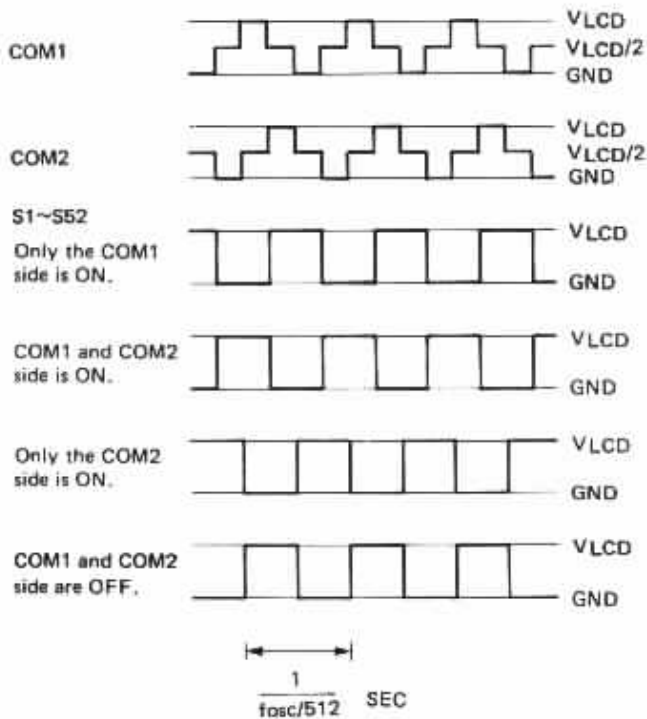 VLCD
COM1
VLCD/2
GND
VLCD
COM2
VLCD/2
GND
S1~S52
Only the COM1
side is ON.
VLCD
GND
COM1 and COM2
side is ON.
VLCD
GND
Only the COM2
side is ON.
VLCD
GND
COM1 and COM2
side are OFF.
VLCD
GND
1
fosc/512
SEC